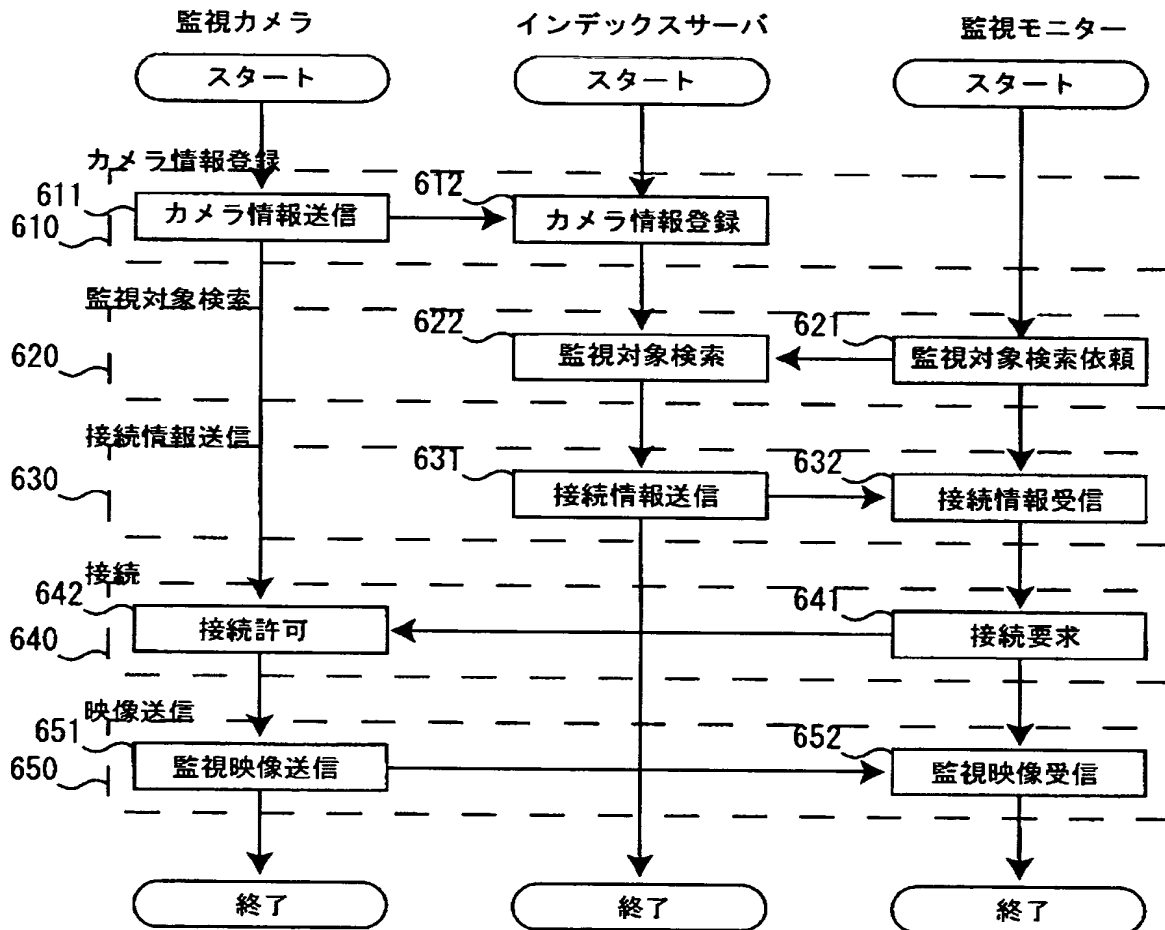 監視カメラ
インデックスサーバ
監視モニター
スタート
スタート
スタート
カメラ情報登録
611
カメラ情報送信
612
カメラ情報登録
610
監視対象検索
622
監視対象検索
621
監視対象検索依頼
620
接続情報送信
631
接続情報送信
632
接続情報受信
630
接続
642
接続許可
641
接続要求
640
映像送信
651
監視映像送信
652
監視映像受信
650
終了
終了
終了